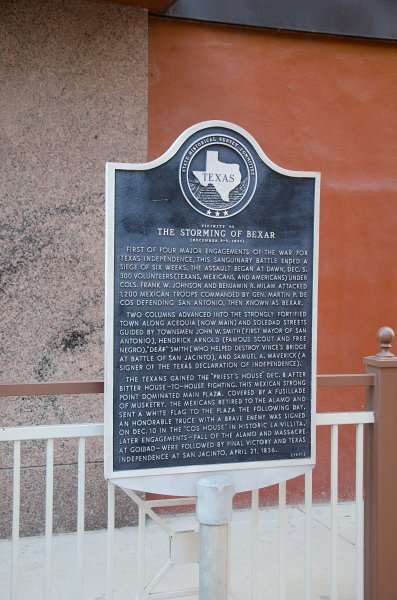 STATE HISTORICAL SURVEY COMMITTEE
TEXAS
VICINITY OF
THE STORMING OF BEXAR
(DECEMBER 5-9, 1835)
FIRST OF FOUR MAJOR ENGAGEMENTS OF THE WAR FOR
TEXAS INDEPENDENCE, THIS SANGUINARY BATTLE ENDED A
SIEGE OF SIX WEEKS. THE ASSAULT BEGAN AT DAWN, DEC. 5.
300 VOLUNTEERS (TEXANS, MEXICANS, AND AMERICANS) UNDER
COLS. FRANK W. JOHNSON AND BENJAMIN R. MILAM ATTACKED
1,200 MEXICAN TROOPS COMMANDED BY GEN. MARTIN P. DE
COS DEFENDING SAN ANTONIO, THEN KNOWN AS BEXAR.
TWO COLUMNS ADVANCED INTO THE STRONGLY FORTIFIED
TOWN ALONG ACEQUIA (NOW MAIN) AND SOLEDAD STREETS
GUIDED BY TOWNSMEN JOHN W. SMITH (FIRST MAYOR OF SAN
ANTONIO), HENDRICK ARNOLD (FAMOUS SCOUT AND FREE
NEGRO), "DEAF" SMITH (WHO HELPED DESTROY VINCE'S BRIDGE
AT BATTLE OF SAN JACINTO), AND SAMUEL A. MAVERICK (A
SIGNER OF THE TEXAS DECLARATION OF INDEPENDENCE).
THE TEXANS GAINED THE "PRIEST'S HOUSE" DEC. 8 AFTER
BITTER HOUSE-TO-HOUSE FIGHTING. THIS MEXICAN STRONG
POINT DOMINATED MAIN PLAZA. COVERED BY A FUSILLADE
OF MUSKETRY, THE MEXICANS RETIRED TO THE ALAMO AND
SENT A WHITE FLAG TO THE PLAZA THE FOLLOWING DAY.
AN HONORABLE TRUCE WITH A BRAVE ENEMY WAS SIGNED
ON DEC. 10 IN THE "COS HOUSE" IN HISTORIC LA VILLITA.
LATER ENGAGEMENTS—FALL OF THE ALAMO AND MASSACRE
AT GOLIAD—WERE FOLLOWED BY FINAL VICTORY AND TEXAS
INDEPENDENCE AT SAN JACINTO, APRIL 21, 1836.
(1971)